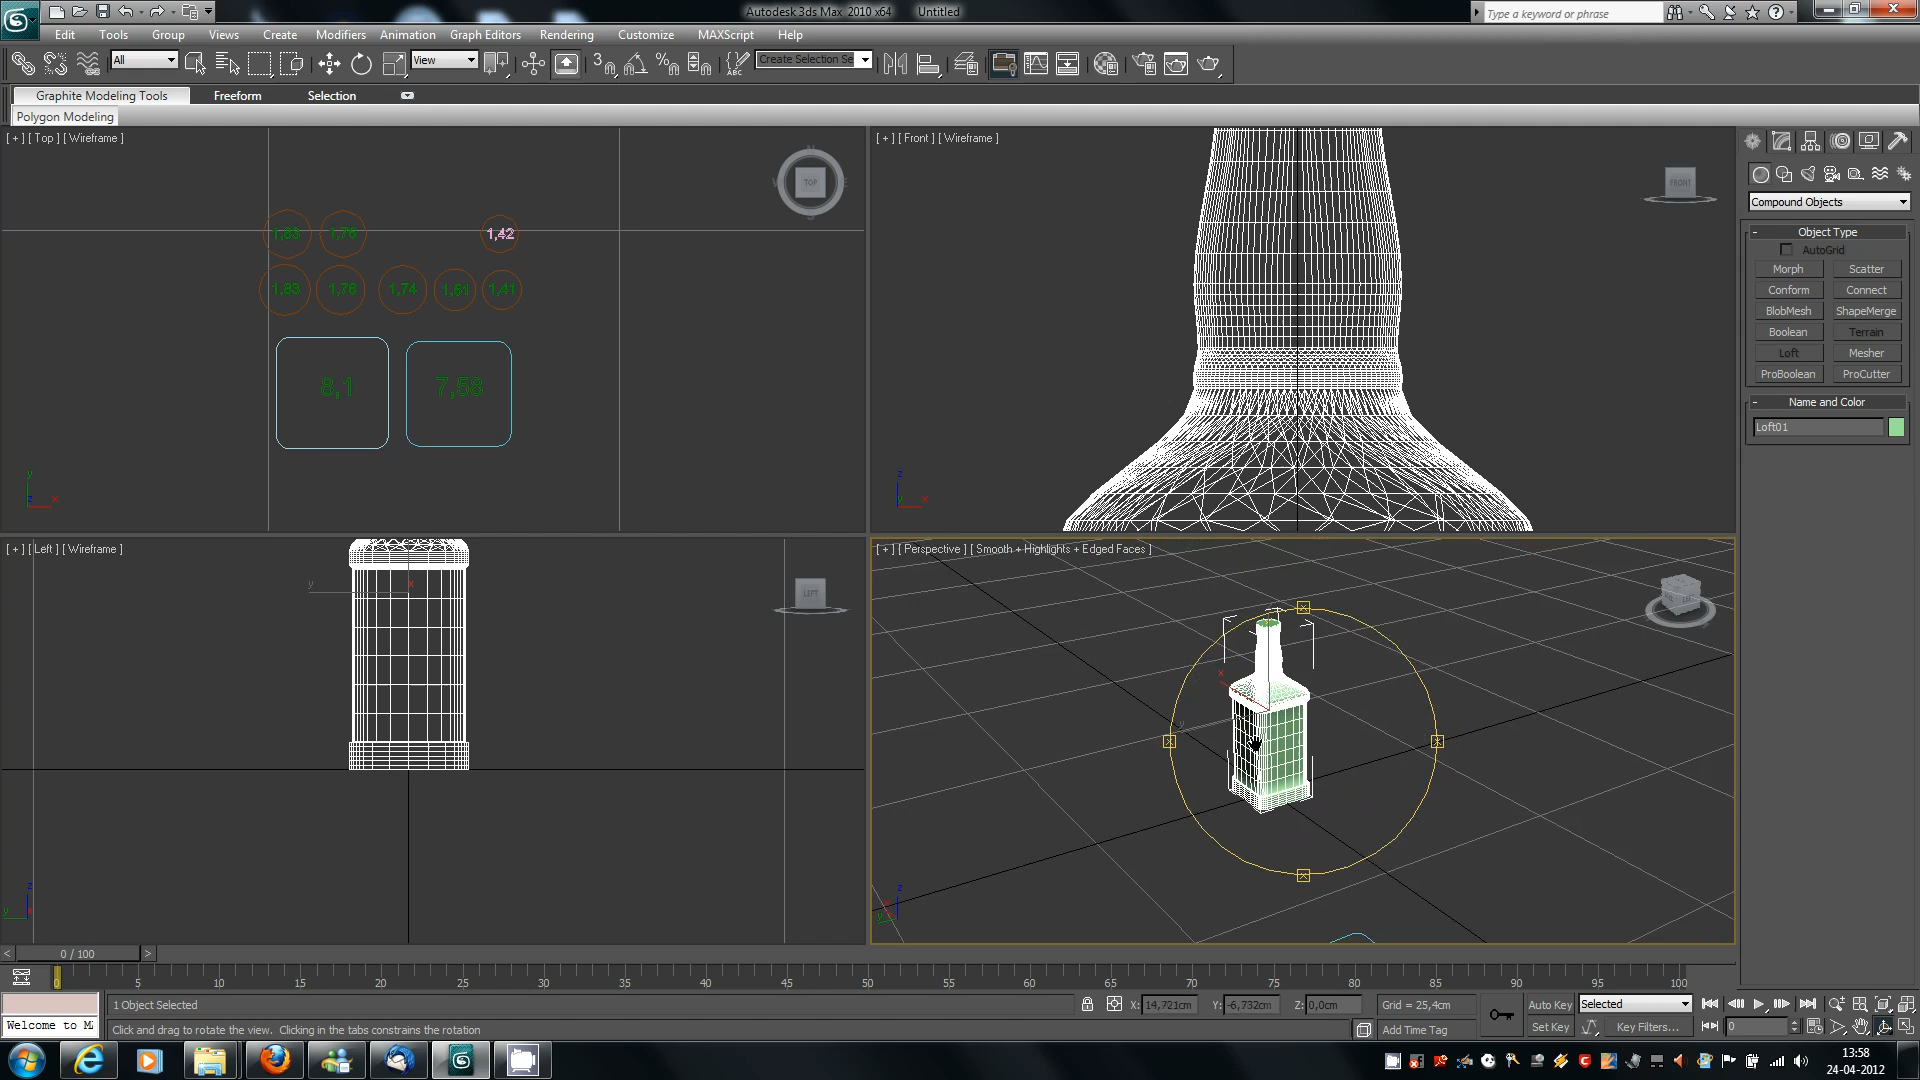 Autodesk 3ds Max 2010 x64 Untitled
Type a keyword or phrase
Edit Tools Group Views Create Modifiers Animation Graph Editors Rendering Customize MAXScript Help
All
View
3
ABC
Create Selection Se
Graphite Modeling Tools Freeform Selection
Polygon Modeling
[ + ] [ Top ] [ Wireframe ]
TOP
1,83 1,76 1,42
1,83 1,78 1,74 1,61 1,41
8,1 7,58
y
z x
[ + ] [ Front ] [ Wireframe ]
FRONT
z
y x
[ + ] [ Left ] [ Wireframe ]
LEFT
y x
z
y x
[ + ] [ Perspective ] [ Smooth + Highlights + Edged Faces ]
x
y
z
x
y
Compound Objects
- Object Type
AutoGrid
Morph Scatter
Conform Connect
BlobMesh ShapeMerge
Boolean Terrain
Loft Mesher
ProBoolean ProCutter
- Name and Color
Loft01
< 0 / 100 >
0 5 10 15 20 25 30 35 40 45 50 55 60 65 70 75 80 85 90 95 100
1 Object Selected X: 14,721cm Y: -6,732cm Z: 0,0cm Grid = 25,4cm Auto Key Selected
Welcome to M
Click and drag to rotate the view. Clicking in the tabs constrains the rotation Add Time Tag Set Key Key Filters... 0
13:58
24-04-2012